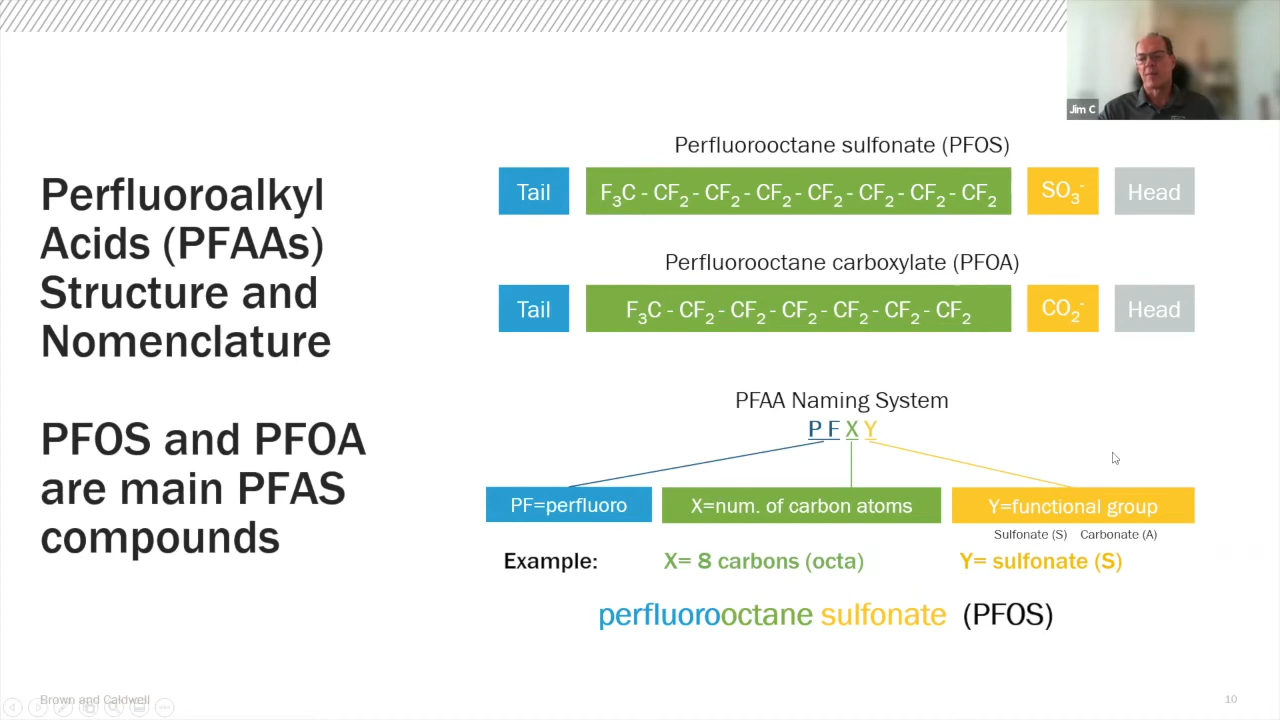 Jim C
Perfluoroalkyl
Acids (PFAAs)
Structure and
Nomenclature
PFOS and PFOA
are main PFAS
compounds
Perfluorooctane sulfonate (PFOS)
Tail F₃C - CF₂ - CF₂ - CF₂ - CF₂ - CF₂ - CF₂ - CF₂ SO₃⁻ Head
Perfluorooctane carboxylate (PFOA)
Tail F₃C - CF₂ - CF₂ - CF₂ - CF₂ - CF₂ - CF₂ CO₂⁻ Head
PFAA Naming System
P F X Y
PF=perfluoro X=num. of carbon atoms Y=functional group
Sulfonate (S) Carbonate (A)
Example: X= 8 carbons (octa) Y= sulfonate (S)
perfluorooctane sulfonate (PFOS)
Brown and Caldwell 10